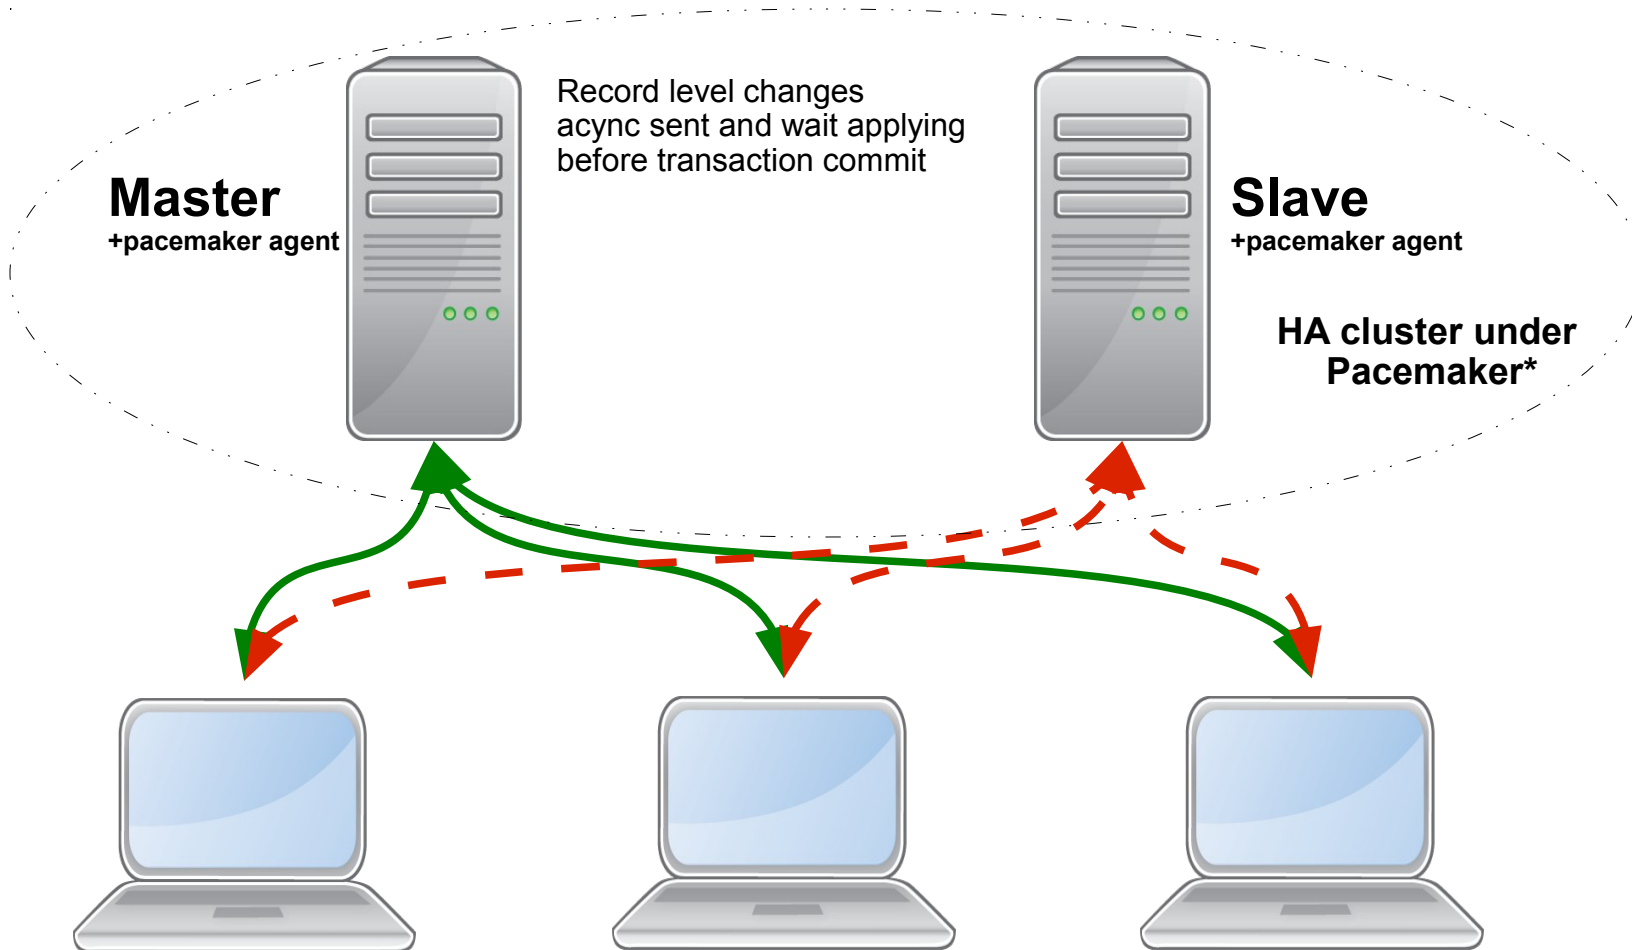 Record level changes
acync sent and wait applying
before transaction commit
Master
+pacemaker agent
Slave
+pacemaker agent
HA cluster under
Pacemaker*